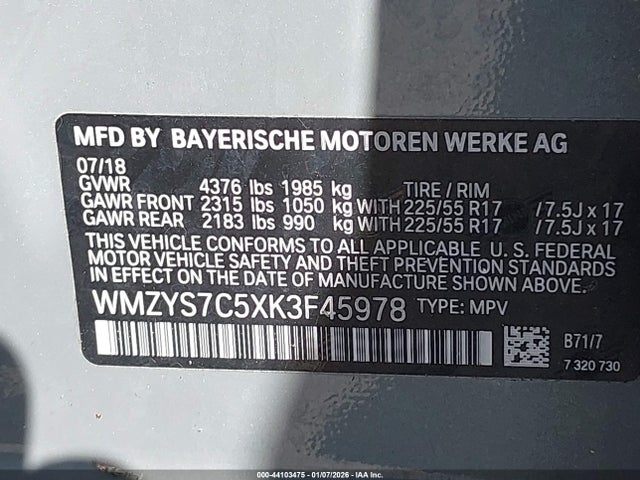 MFD BY BAYERISCHE MOTOREN WERKE AG
07/18
GVWR 4376 lbs 1985 kg TIRE / RIM
GAWR FRONT 2315 lbs 1050 kg WITH 225/55 R17 /7.5J x 17
GAWR REAR 2183 lbs 990 kg WITH 225/55 R17 /7.5J x 17
THIS VEHICLE CONFORMS TO ALL APPLICABLE U. S. FEDERAL
MOTOR VEHICLE SAFETY AND THEFT PREVENTION STANDARDS
IN EFFECT ON THE DATE OF MANUFACTURE SHOWN ABOVE.
WMZYS7C5XK3F45978 TYPE: MPV
B71/7
7 320 730
000-44103475 - 01/07/2026 - © IAA Inc.